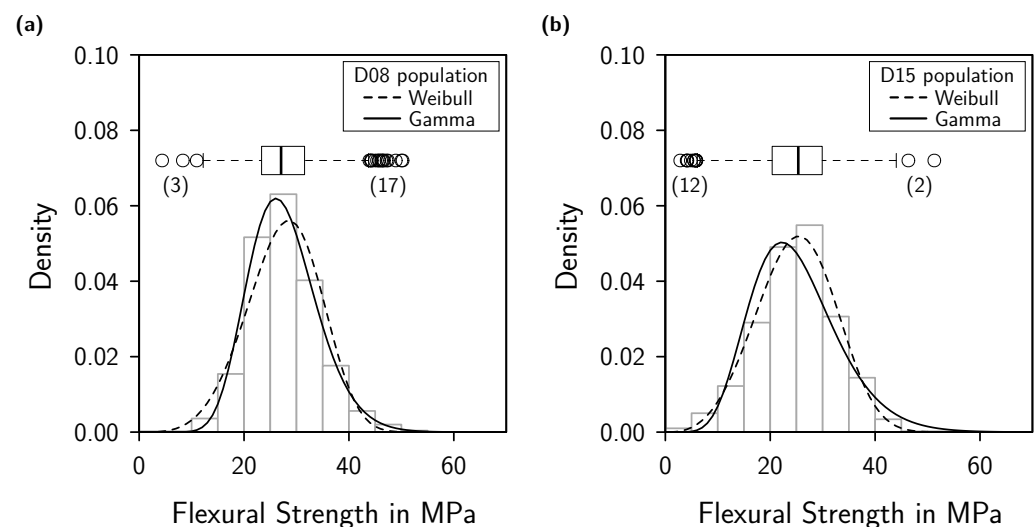 (a)
0.10
0.08
0.06
0.04
0.02
0.00
Density
D08 population
Weibull
Gamma
(3)
(17)
0
20
40
60
Flexural Strength in MPa
(b)
0.10
0.08
0.06
0.04
0.02
0.00
Density
D15 population
Weibull
Gamma
(12)
(2)
0
20
40
60
Flexural Strength in MPa